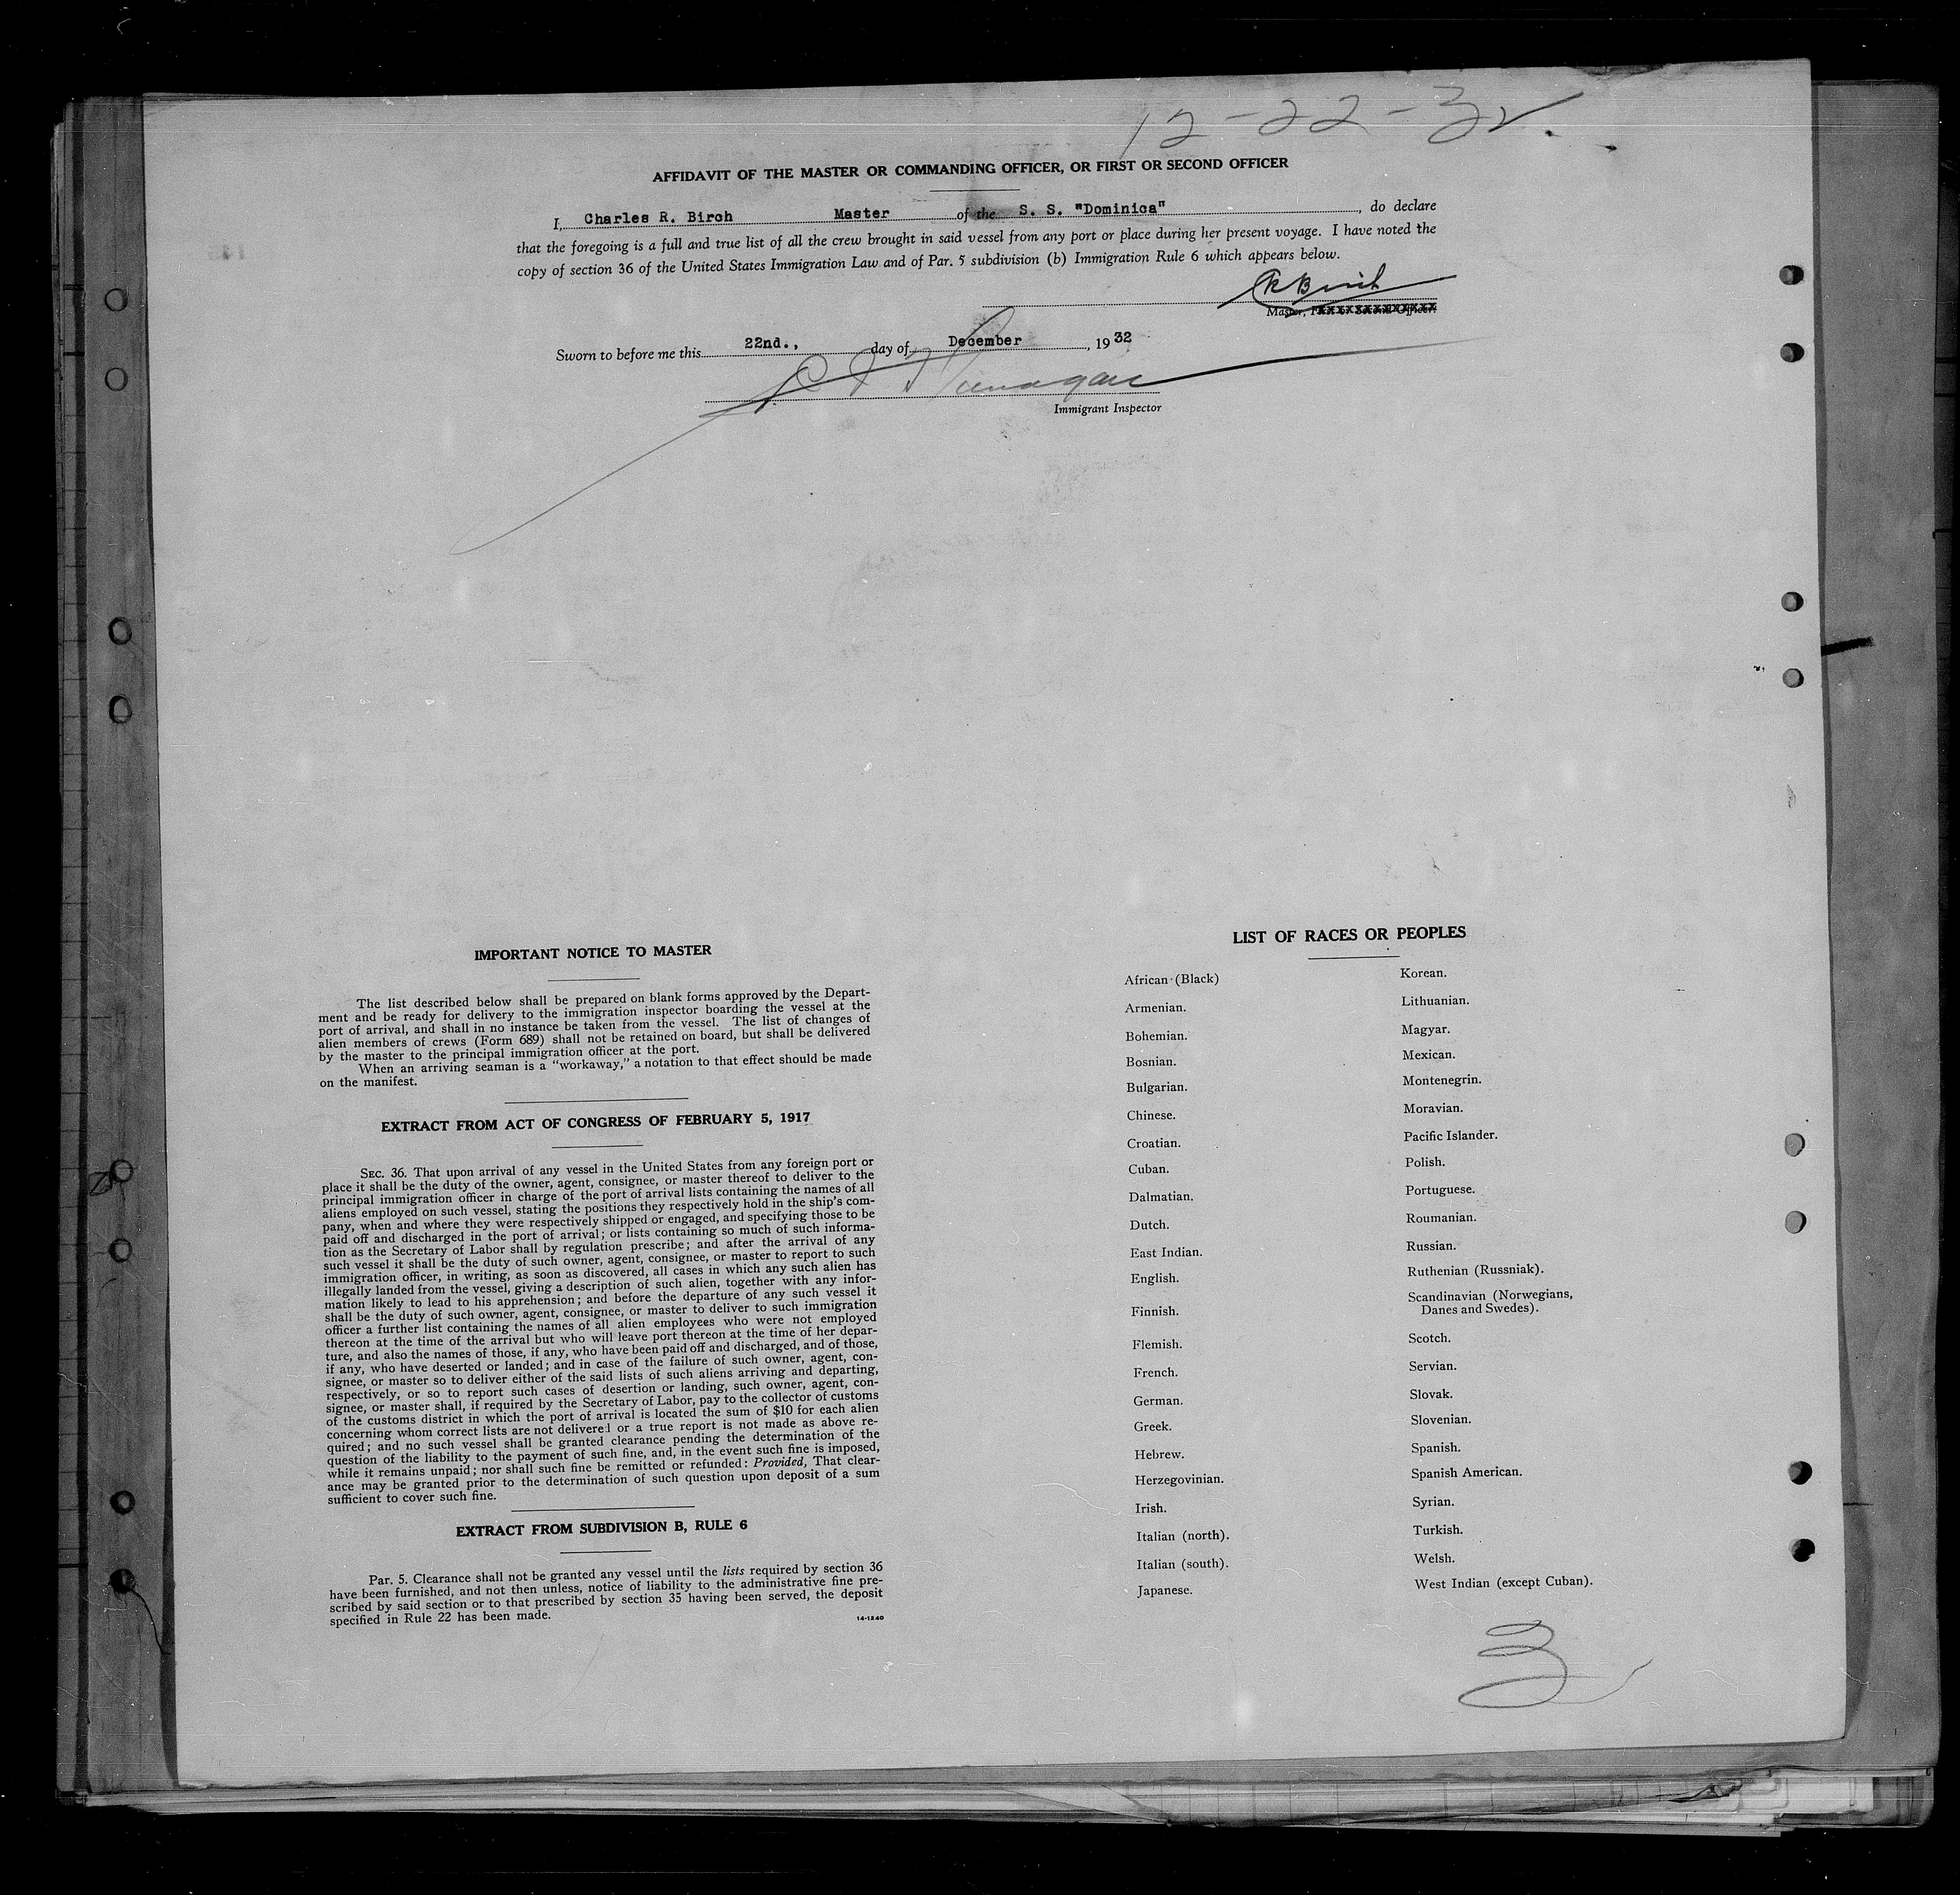 12-22-32.
AFFIDAVIT OF THE MASTER OR COMMANDING OFFICER, OR FIRST OR SECOND OFFICER
I, Charles R. Birch Master of the S. S. "Dominica", do declare
that the foregoing is a full and true list of all the crew brought in said vessel from any port or place during her present voyage. I have noted the
copy of section 36 of the United States Immigration Law and of Par. 5 subdivision (b) Immigration Rule 6 which appears below.
CR Birch
Master, First or Second Officer.
Sworn to before me this 22nd., day of December, 19 32
Immigrant Inspector
IMPORTANT NOTICE TO MASTER
The list described below shall be prepared on blank forms approved by the Depart-
ment and be ready for delivery to the immigration inspector boarding the vessel at the
port of arrival, and shall in no instance be taken from the vessel. The list of changes of
alien members of crews (Form 689) shall not be retained on board, but shall be delivered
by the master to the principal immigration officer at the port.
When an arriving seaman is a "workaway," a notation to that effect should be made
on the manifest.
EXTRACT FROM ACT OF CONGRESS OF FEBRUARY 5, 1917
SEC. 36. That upon arrival of any vessel in the United States from any foreign port or
place it shall be the duty of the owner, agent, consignee, or master thereof to deliver to the
principal immigration officer in charge of the port of arrival lists containing the names of all
aliens employed on such vessel, stating the positions they respectively hold in the ship's com-
pany, when and where they were respectively shipped or engaged, and specifying those to be
paid off and discharged in the port of arrival; or lists containing so much of such informa-
tion as the Secretary of Labor shall by regulation prescribe; and after the arrival of any
such vessel it shall be the duty of such owner, agent, consignee, or master to report to such
immigration officer, in writing, as soon as discovered, all cases in which any such alien has
illegally landed from the vessel, giving a description of such alien, together with any infor-
mation likely to lead to his apprehension; and before the departure of any such vessel it
shall be the duty of such owner, agent, consignee, or master to deliver to such immigration
officer a further list containing the names of all alien employees who were not employed
thereon at the time of the arrival but who will leave port thereon at the time of her depar-
ture, and also the names of those, if any, who have been paid off and discharged, and of those,
if any, who have deserted or landed; and in case of the failure of such owner, agent, con-
signee, or master so to deliver either of the said lists of such aliens arriving and departing,
respectively, or so to report such cases of desertion or landing, such owner, agent, con-
signee, or master shall, if required by the Secretary of Labor, pay to the collector of customs
of the customs district in which the port of arrival is located the sum of $10 for each alien
concerning whom correct lists are not delivered or a true report is not made as above re-
quired; and no such vessel shall be granted clearance pending the determination of the
question of the liability to the payment of such fine, and, in the event such fine is imposed,
while it remains unpaid; nor shall such fine be remitted or refunded: Provided, That clear-
ance may be granted prior to the determination of such question upon deposit of a sum
sufficient to cover such fine.
EXTRACT FROM SUBDIVISION B, RULE 6
Par. 5. Clearance shall not be granted any vessel until the lists required by section 36
have been furnished, and not then unless, notice of liability to the administrative fine pre-
scribed by said section or to that prescribed by section 35 having been served, the deposit
specified in Rule 22 has been made.
14-1240
LIST OF RACES OR PEOPLES
African (Black)
Armenian.
Bohemian.
Bosnian.
Bulgarian.
Chinese.
Croatian.
Cuban.
Dalmatian.
Dutch.
East Indian.
English.
Finnish.
Flemish.
French.
German.
Greek.
Hebrew.
Herzegovinian.
Irish.
Italian (north).
Italian (south).
Japanese.
Korean.
Lithuanian.
Magyar.
Mexican.
Montenegrin.
Moravian.
Pacific Islander.
Polish.
Portuguese.
Roumanian.
Russian.
Ruthenian (Russniak).
Scandinavian (Norwegians,
Danes and Swedes).
Scotch.
Servian.
Slovak.
Slovenian.
Spanish.
Spanish American.
Syrian.
Turkish.
Welsh.
West Indian (except Cuban).
3